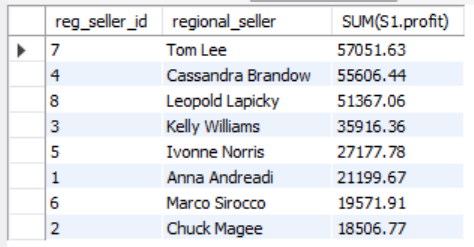 reg_seller_id regional_seller SUM(S1.profit)
7 Tom Lee 57051.63
4 Cassandra Brandow 55606.44
8 Leopold Lapicky 51367.06
3 Kelly Williams 35916.36
5 Ivonne Norris 27177.78
1 Anna Andreadi 21199.67
6 Marco Sirocco 19571.91
2 Chuck Magee 18506.77